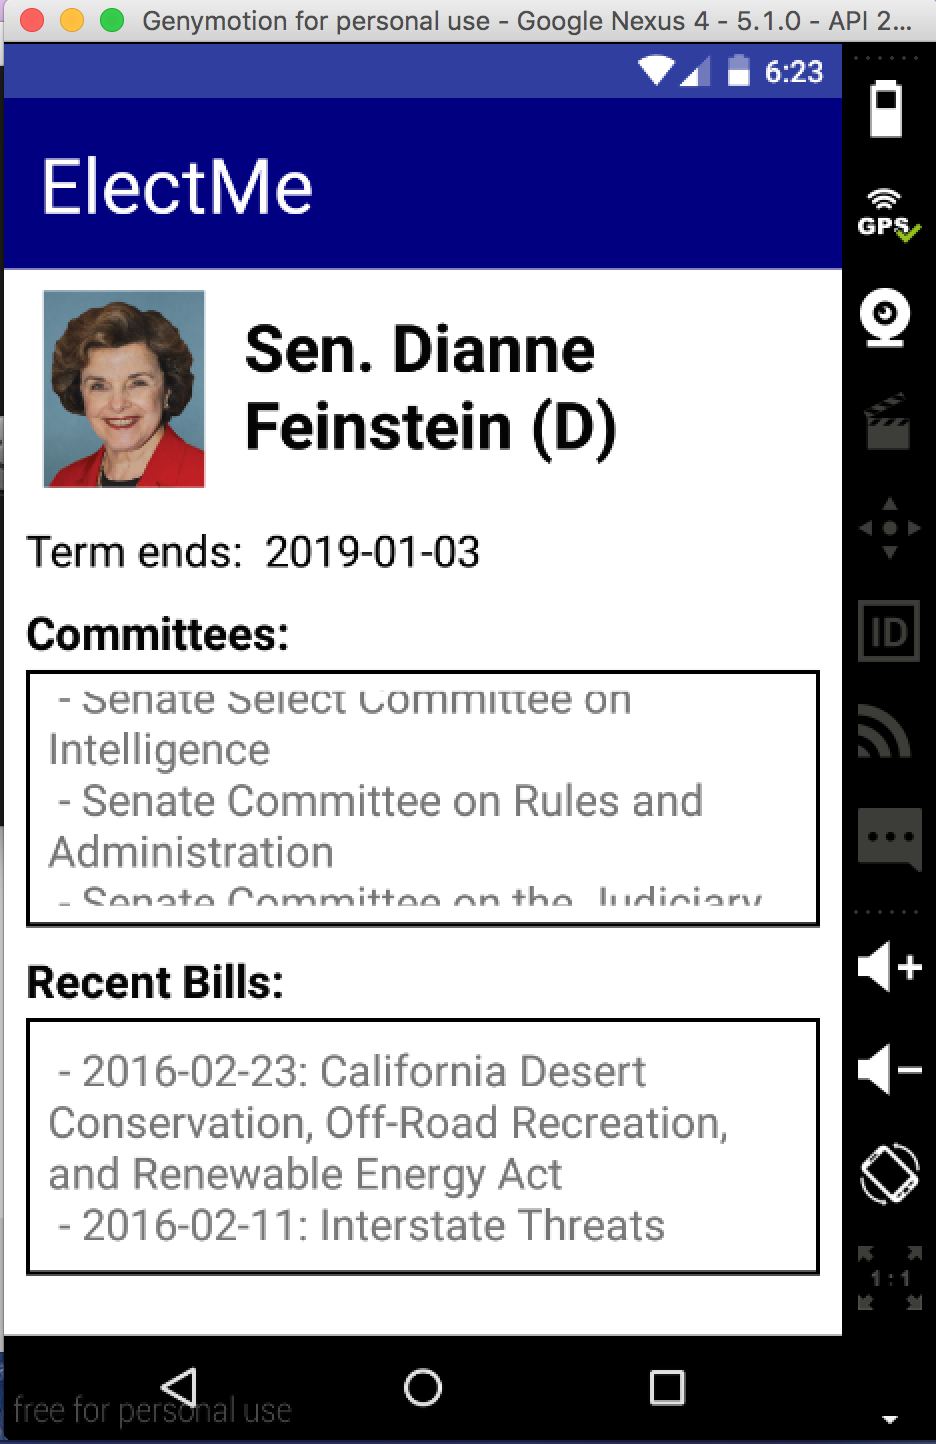 Genymotion for personal use - Google Nexus 4 - 5.1.0 - API 2...
6:23
ElectMe
GPS
Sen. Dianne
Feinstein (D)
Term ends:  2019-01-03
ID
Committees:
- Senate Select Committee on
Intelligence
- Senate Committee on Rules and
Administration
- Senate Committee on the Judiciary
Recent Bills:
- 2016-02-23: California Desert
Conservation, Off-Road Recreation,
and Renewable Energy Act
- 2016-02-11: Interstate Threats
1:1
free for personal use